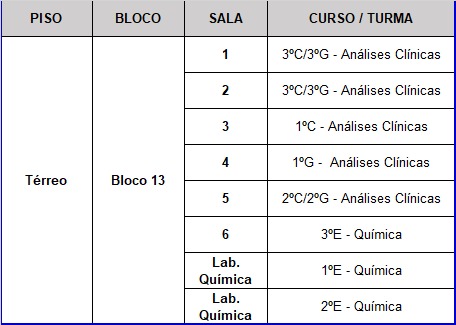 PISO BLOCO SALA CURSO / TURMA
Térreo Bloco 13
1 3ºC/3ºG - Análises Clínicas
2 3ºC/3ºG - Análises Clínicas
3 1ºC - Análises Clínicas
4 1ºG - Análises Clínicas
5 2ºC/2ºG - Análises Clínicas
6 3ºE - Química
Lab. Química 1ºE - Química
Lab. Química 2ºE - Química